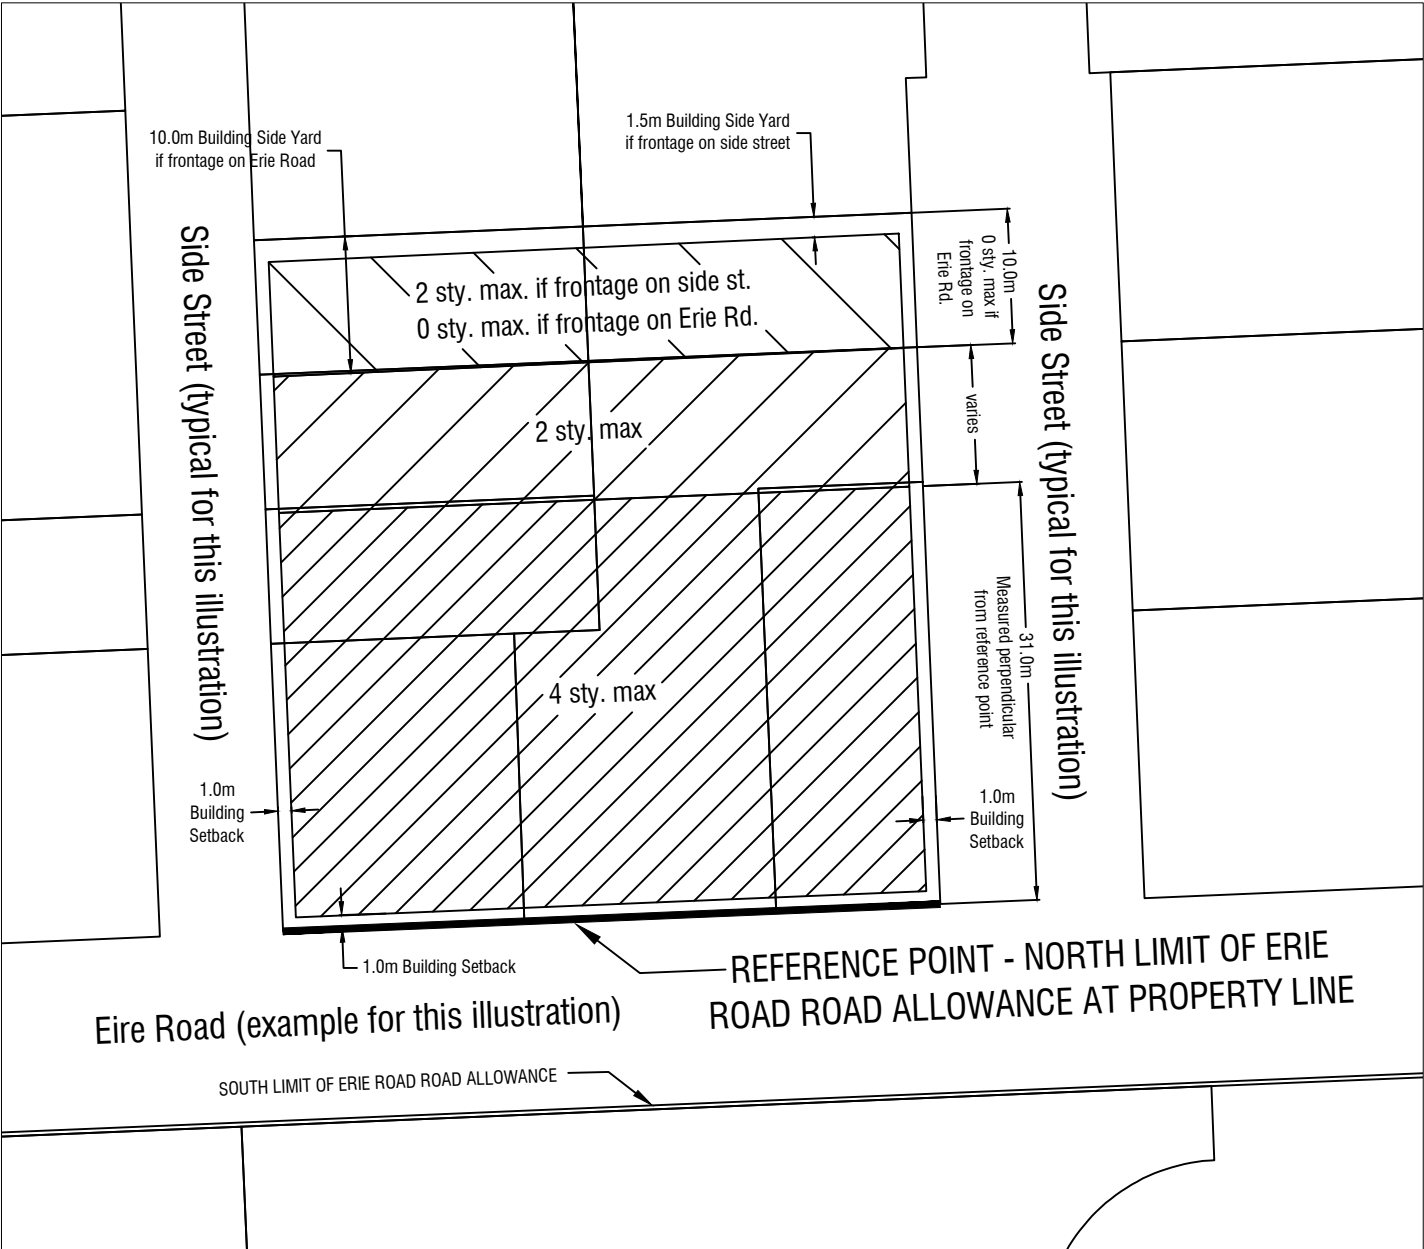 10.0m Building Side Yard
if frontage on Erie Road
1.5m Building Side Yard
if frontage on side street
Side Street (typical for this illustration)
2 sty. max. if frontage on side st.
0 sty. max. if frontage on Erie Rd.
10.0m
0 sty. max if
frontage on
Erie Rd.
Side Street (typical for this illustration)
varies
2 sty. max
31.0m
Measured perpendicular
from reference point
4 sty. max
1.0m
Building
Setback
1.0m
Building
Setback
1.0m Building Setback
REFERENCE POINT - NORTH LIMIT OF ERIE
ROAD ROAD ALLOWANCE AT PROPERTY LINE
Eire Road (example for this illustration)
SOUTH LIMIT OF ERIE ROAD ROAD ALLOWANCE